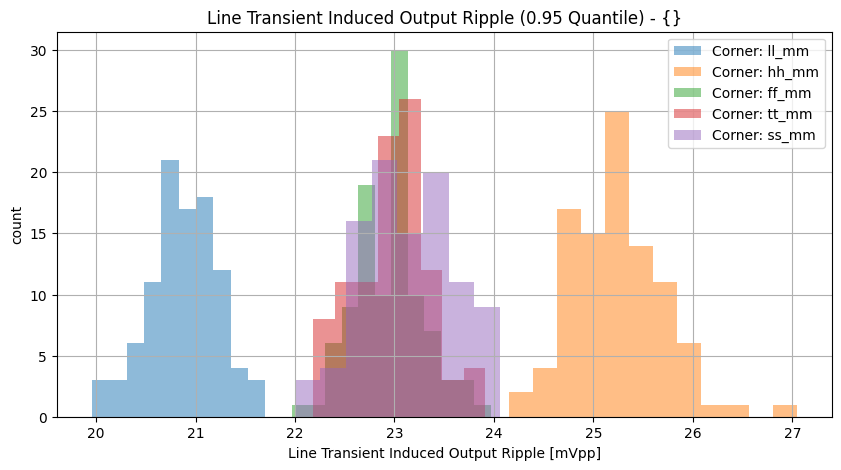 Line Transient Induced Output Ripple (0.95 Quantile) - {}
Corner: ll_mm
Corner: hh_mm
Corner: ff_mm
Corner: tt_mm
Corner: ss_mm
count
30
25
20
15
10
5
0
20 21 22 23 24 25 26 27
Line Transient Induced Output Ripple [mVpp]